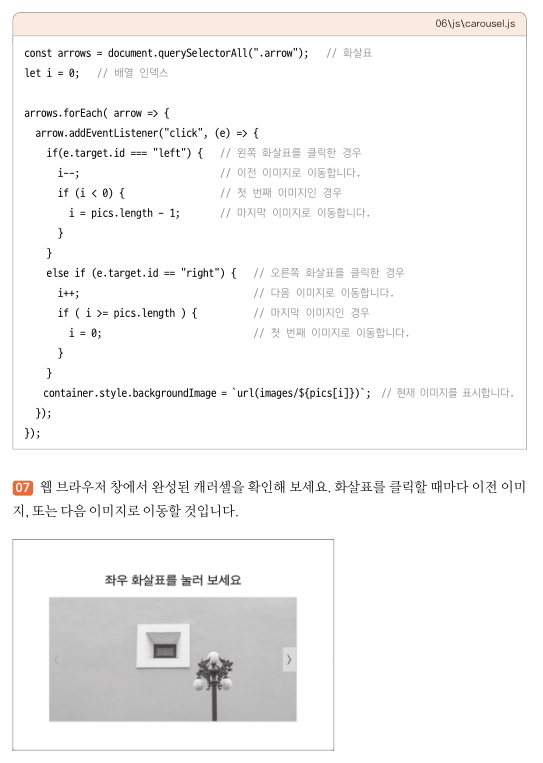 06\js\carousel.js
const arrows = document.querySelectorAll(".arrow");   // 화살표
let i = 0;   // 배열 인덱스
arrows.forEach( arrow => {
  arrow.addEventListener("click", (e) => {
    if(e.target.id === "left") {   // 왼쪽 화살표를 클릭한 경우
      i--;                         // 이전 이미지로 이동합니다.
      if (i < 0) {                 // 첫 번째 이미지인 경우
        i = pics.length - 1;       // 마지막 이미지로 이동합니다.
      }
    }
    else if (e.target.id == "right") {   // 오른쪽 화살표를 클릭한 경우
      i++;                               // 다음 이미지로 이동합니다.
      if ( i >= pics.length ) {          // 마지막 이미지인 경우
        i = 0;                           // 첫 번째 이미지로 이동합니다.
      }
    }
    container.style.backgroundImage = `url(images/${pics[i]})`;  // 현재 이미지를 표시합니다.
  });
});
07 웹 브라우저 창에서 완성된 캐러셀을 확인해 보세요. 화살표를 클릭할 때마다 이전 이미
지, 또는 다음 이미지로 이동할 것입니다.
좌우 화살표를 눌러 보세요